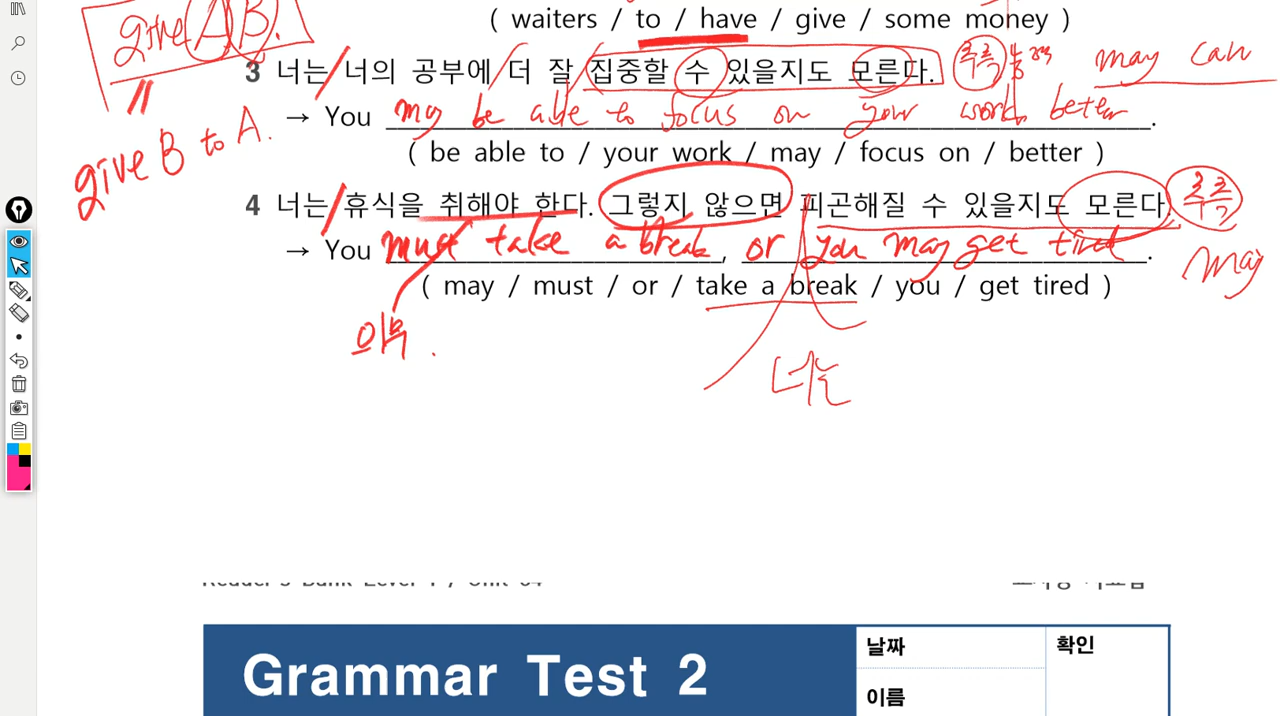 give A B.
( waiters / to / have / give / some money )
3 너는 너의 공부에 더 잘 집중할 수 있을지도 모른다. 추측 may can
→ You my be able to focus on your work better.
give B to A.
( be able to / your work / may / focus on / better )
4 너는 휴식을 취해야 한다. 그렇지 않으면 피곤해질 수 있을지도 모른다. 추측
→ You must take a break, or you may get tired. may
( may / must / or / take a break / you / get tired )
의무.
너는
Grammar Test 2
날짜
확인
이름